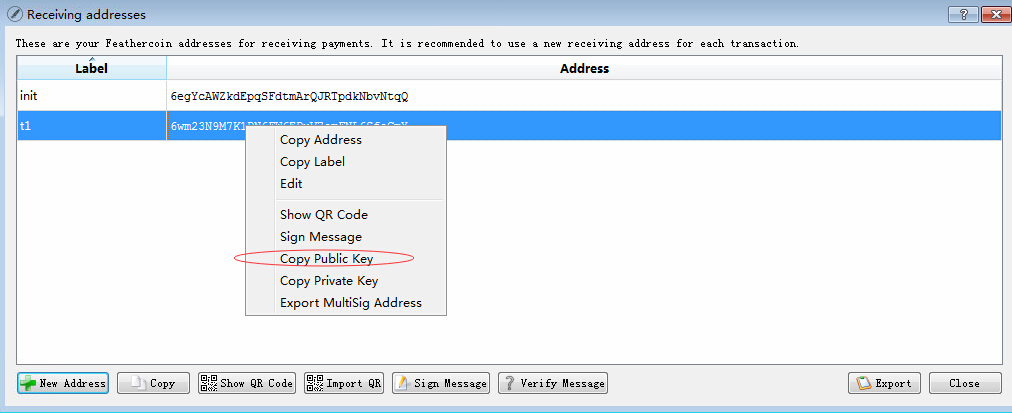 Receiving addresses
These are your Feathercoin addresses for receiving payments. It is recommended to use a new receiving address for each transaction.
Label Address
init 6egYcAWZkdEpqSFdtmArQJRTpdkNbvNtqQ
t1
Copy Address
Copy Label
Edit
Show QR Code
Sign Message
Copy Public Key
Copy Private Key
Export MultiSig Address
New Address Copy Show QR Code Import QR Sign Message ? Verify Message Export Close